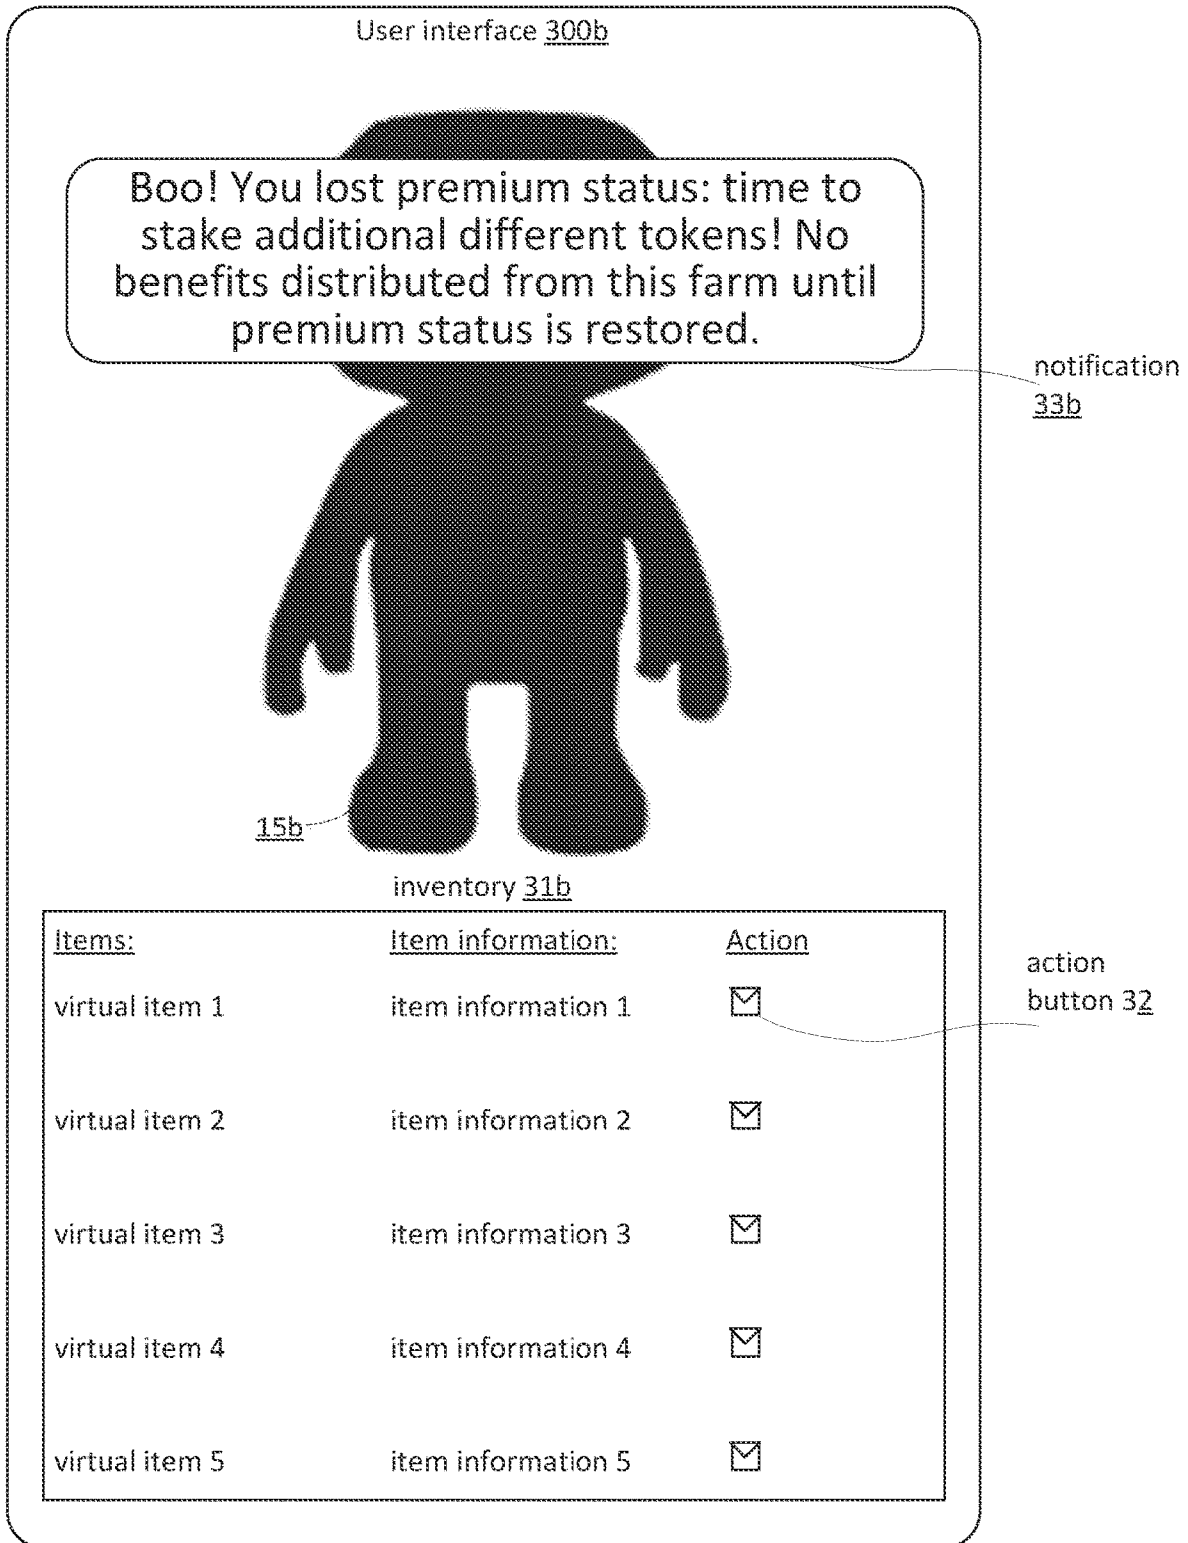 User interface 300b
Boo! You lost premium status: time to
stake additional different tokens! No
benefits distributed from this farm until
premium status is restored.
notification
33b
15b
inventory 31b
Items: Item information: Action
action
button 32
virtual item 1 item information 1
virtual item 2 item information 2
virtual item 3 item information 3
virtual item 4 item information 4
virtual item 5 item information 5